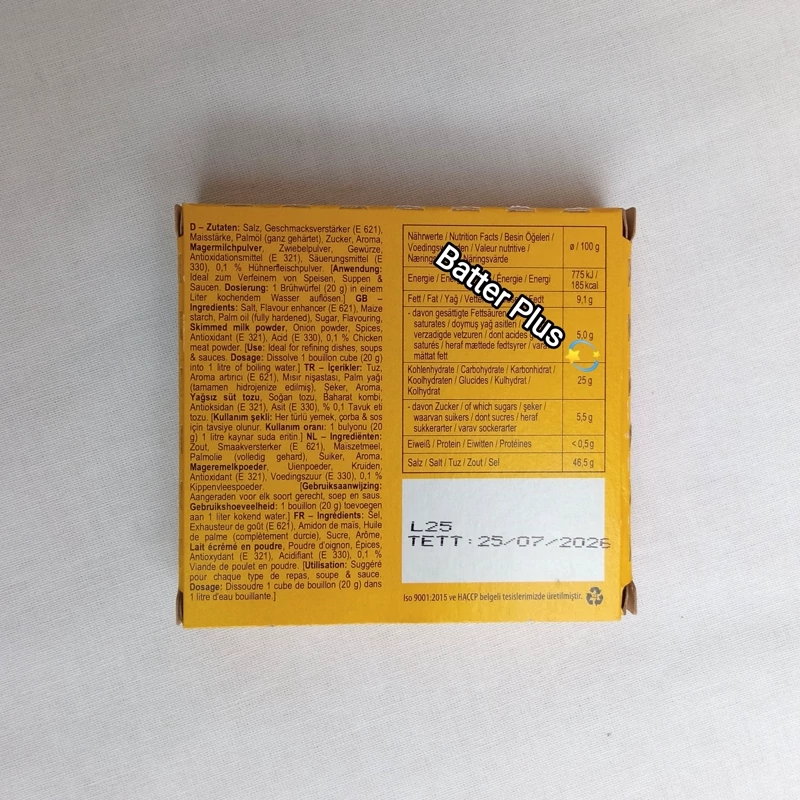 D – Zutaten: Salz, Geschmacksverstärker (E 621),
Maisstärke, Palmöl (ganz gehärtet), Zucker, Aroma,
Magermilchpulver, Zwiebelpulver, Gewürze,
Antioxidationsmittel (E 321), Säuerungsmittel (E
330), 0,1 % Hühnerfleischpulver. [Anwendung:
Ideal zum Verfeinern von Speisen, Suppen &
Saucen. Dosierung: 1 Brühwürfel (20 g) in einem
Liter kochendem Wasser auflösen.] GB –
Ingredients: Salt, Flavour enhancer (E 621), Maize
starch, Palm oil (fully hardened), Sugar, Flavouring,
Skimmed milk powder, Onion powder, Spices,
Antioxidant (E 321), Acid (E 330), 0,1 % Chicken
meat powder. [Use: Ideal for refining dishes, soups
& sauces. Dosage: Dissolve 1 bouillon cube (20 g)
into 1 litre of boiling water.] TR – İçerikler: Tuz,
Aroma artırıcı (E 621), Mısır nişastası, Palm yağı
(tamamen hidrojenize edilmiş), Şeker, Aroma,
Yağsız süt tozu, Soğan tozu, Baharat kombi,
Antioksidan (E 321), Asit (E 330), % 0,1 Tavuk eti
tozu. [Kullanım şekli: Her türlü yemek, çorba & sos
için tavsiye olunur. Kullanım oranı: 1 bulyonu (20
g) 1 litre kaynar suda eritin.] NL – Ingrediënten:
Zout, Smaakversterker (E 621), Maiszetmeel,
Palmolie (volledig gehard), Suiker, Aroma,
Mageremelkpoeder, Uienpoeder, Kruiden,
Antioxidant (E 321), Voedingszuur (E 330), 0,1 %
Kippenvleespoeder. [Gebruiksaanwijzing:
Aangeraden voor elk soort gerecht, soep en saus.
Gebruikshoeveelheid: 1 bouillon (20 g) toevoegen
aan 1 liter kokend water.] FR – Ingrédients: Sel,
Exhausteur de goût (E 621), Amidon de maïs, Huile
de palme (complètement durcie), Sucre, Arôme,
Lait écrémé en poudre, Poudre d'oignon, Épices,
Antioxydant (E 321), Acidifiant (E 330), 0,1 %
Viande de poulet en poudre. [Utilisation: Suggéré
pour chaque type de repas, soupe & sauce.
Dosage: Dissoudre 1 cube de bouillon (20 g) dans
1 litre d'eau bouillante.]
Nährwerte / Nutrition Facts / Besin Öğeleri /
/ Valeur nutritive /
Næringsværde
ø / 100 g
Energie / Énergie / Energi
775 kJ /
185 kcal
Fett / Fat / Yağ /
9,1 g
- davon gesättigte Fettsäuren
saturates / doymuş yağ asitleri /
verzadigde vetzuren / dont acides
saturés / heraf mættede fedtsyrer /
mättat fett
5,0 g
Kohlenhydrate / Carbohydrate / Karbonhidrat /
Koolhydraten / Glucides / Kulhydrat /
Kolhydrat
25 g
- davon Zucker / of which sugars / şeker /
waarvan suikers / dont sucres / heraf
sukkerarter / varav sockerarter
5,5 g
Eiweiß / Protein / Eiwitten / Protéines
< 0,5 g
Salz / Salt / Tuz / Zout / Sel
46,5 g
Batter Plus
L25
TETT:25/07/2026
Iso 9001:2015 ve HACCP belgeli tesislerimizde üretilmiştir.